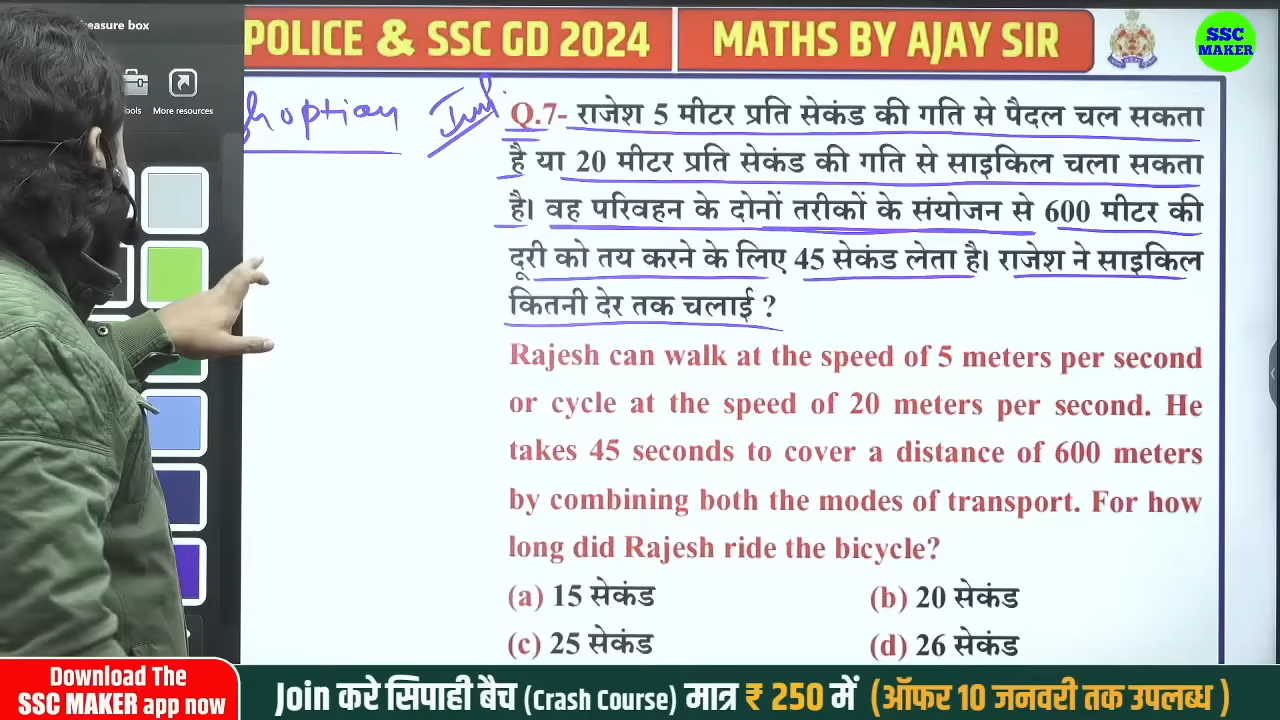 easure box
POLICE & SSC GD 2024
MATHS BY AJAY SIR
SSC
MAKER
ools
More resources
option
Q.7- राजेश 5 मीटर प्रति सेकंड की गति से पैदल चल सकता
है या 20 मीटर प्रति सेकंड की गति से साइकिल चला सकता
है। वह परिवहन के दोनों तरीकों के संयोजन से 600 मीटर की
दूरी को तय करने के लिए 45 सेकंड लेता है। राजेश ने साइकिल
कितनी देर तक चलाई ?
Rajesh can walk at the speed of 5 meters per second
or cycle at the speed of 20 meters per second. He
takes 45 seconds to cover a distance of 600 meters
by combining both the modes of transport. For how
long did Rajesh ride the bicycle?
(a) 15 सेकंड (b) 20 सेकंड
(c) 25 सेकंड (d) 26 सेकंड
Download The
SSC MAKER app now
Join करे सिपाही बैच (Crash Course) मात्र ₹ 250 में (ऑफर 10 जनवरी तक उपलब्ध )